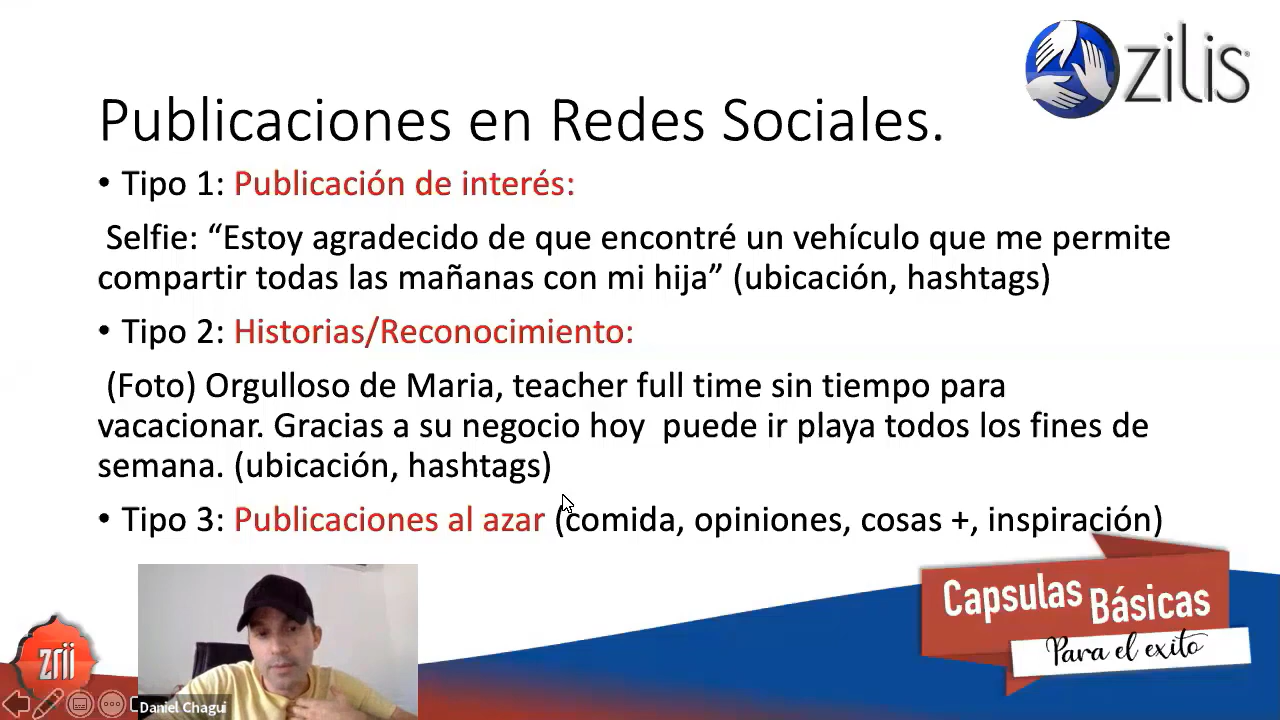 zilis
Publicaciones en Redes Sociales.
• Tipo 1: Publicación de interés:
Selfie: “Estoy agradecido de que encontré un vehículo que me permite
compartir todas las mañanas con mi hija” (ubicación, hashtags)
• Tipo 2: Historias/Reconocimiento:
(Foto) Orgulloso de Maria, teacher full time sin tiempo para
vacacionar. Gracias a su negocio hoy puede ir playa todos los fines de
semana. (ubicación, hashtags)
• Tipo 3: Publicaciones al azar (comida, opiniones, cosas +, inspiración)
Capsulas Básicas
Para el exito
zrii
Daniel Chagui